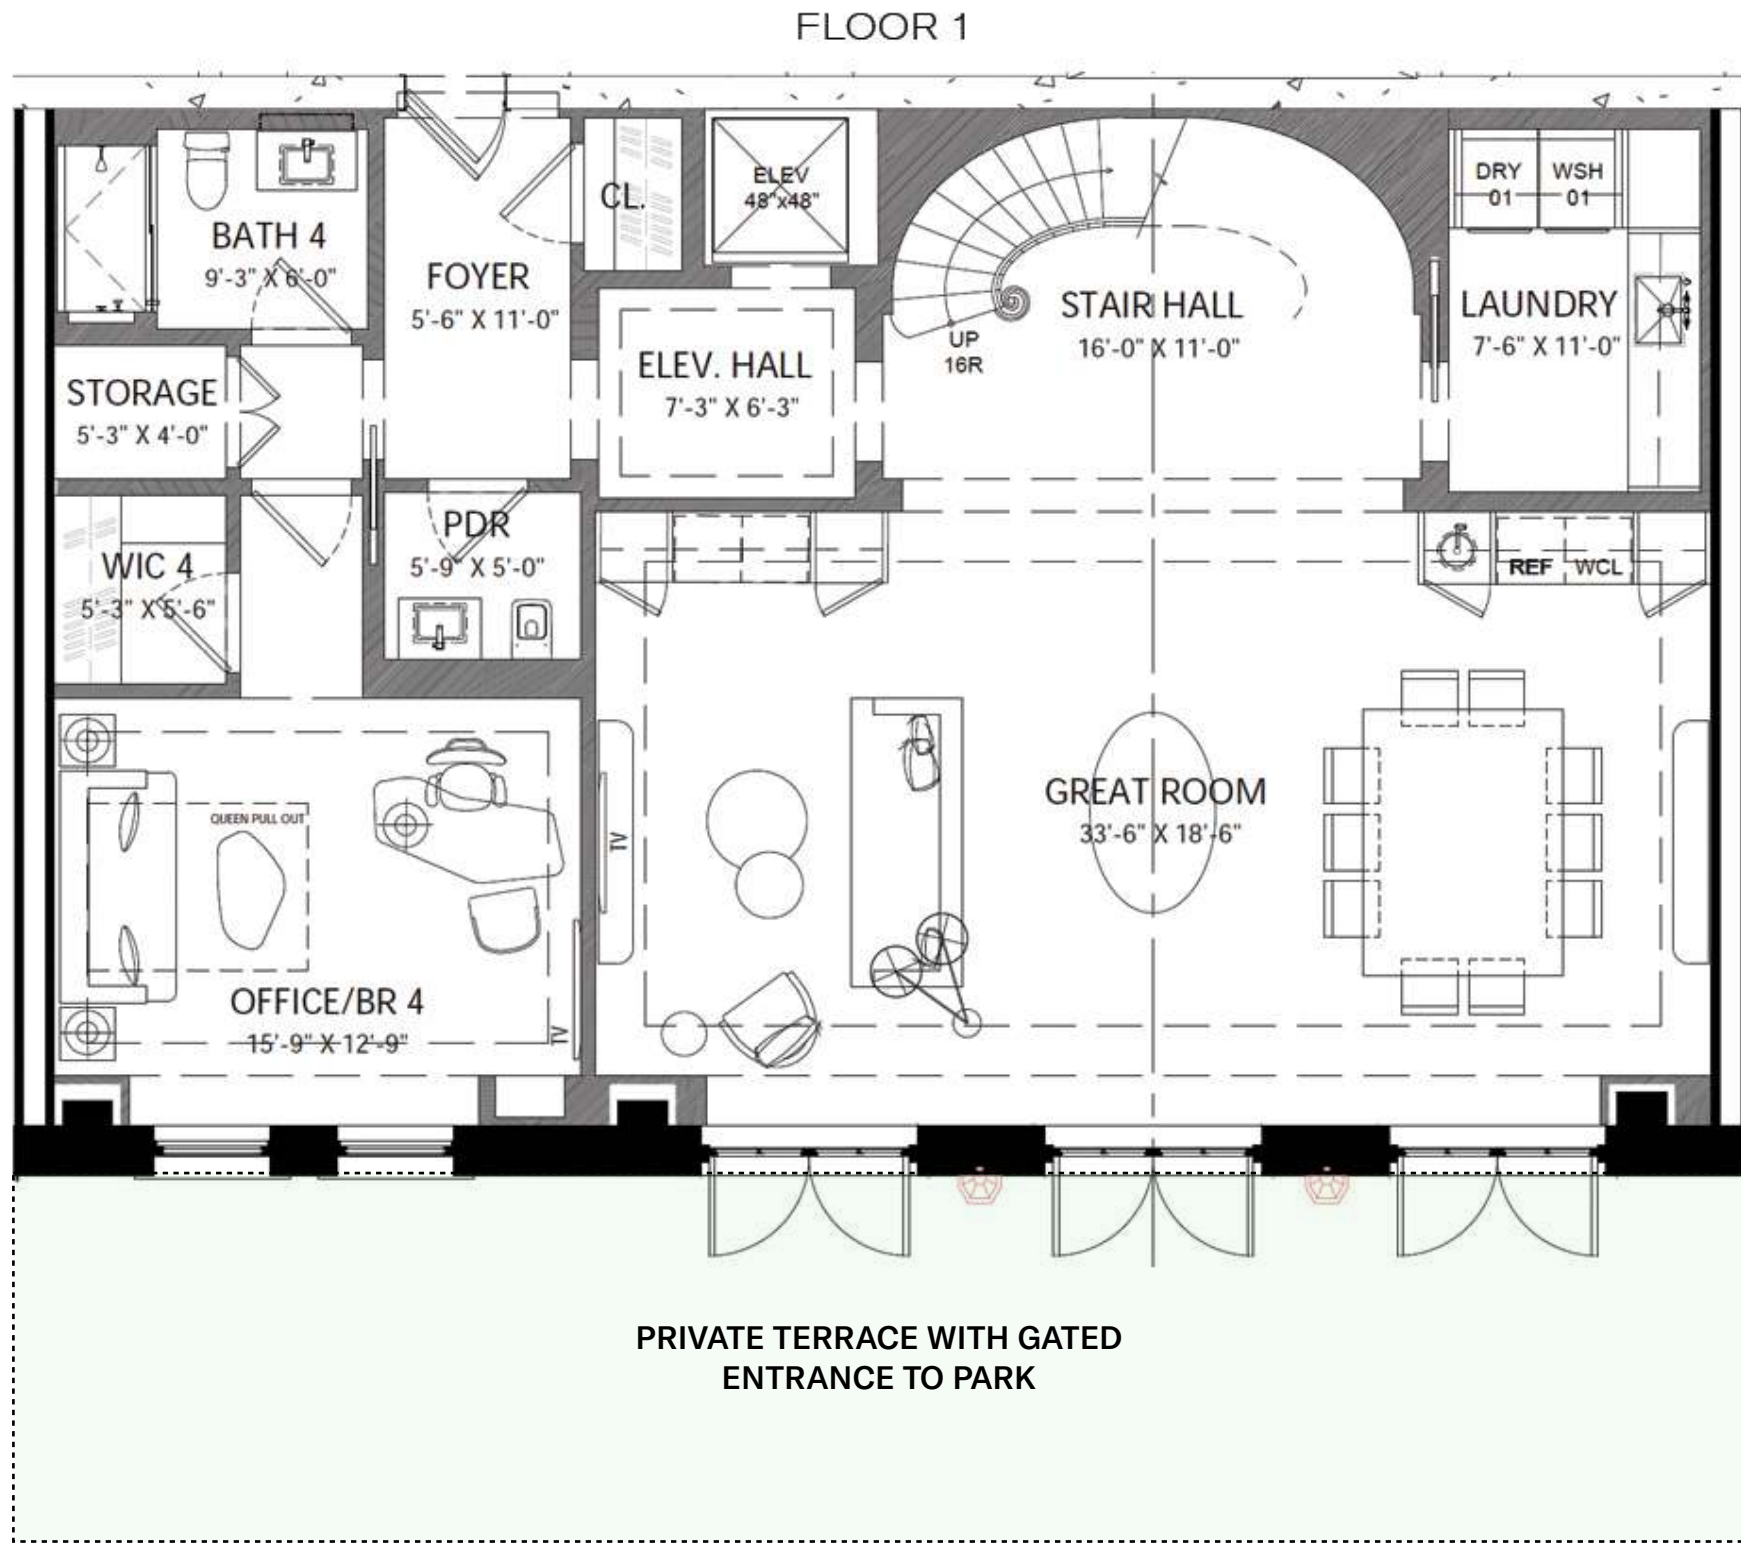 FLOOR 1
BATH 4
9'-3" X 6'-0"
FOYER
5'-6" X 11'-0"
CL.
ELEV
48"x48"
ELEV. HALL
7'-3" X 6'-3"
STAIR HALL
16'-0" X 11'-0"
UP
16R
DRY
01
WSH
01
LAUNDRY
7'-6" X 11'-0"
STORAGE
5'-3" X 4'-0"
WIC 4
5'-3" X 5'-6"
PDR
5'-9" X 5'-0"
REF
WCL
QUEEN PULL OUT
OFFICE/BR 4
15'-9" X 12'-9"
TV
TV
GREAT ROOM
33'-6" X 18'-6"
PRIVATE TERRACE WITH GATED
ENTRANCE TO PARK